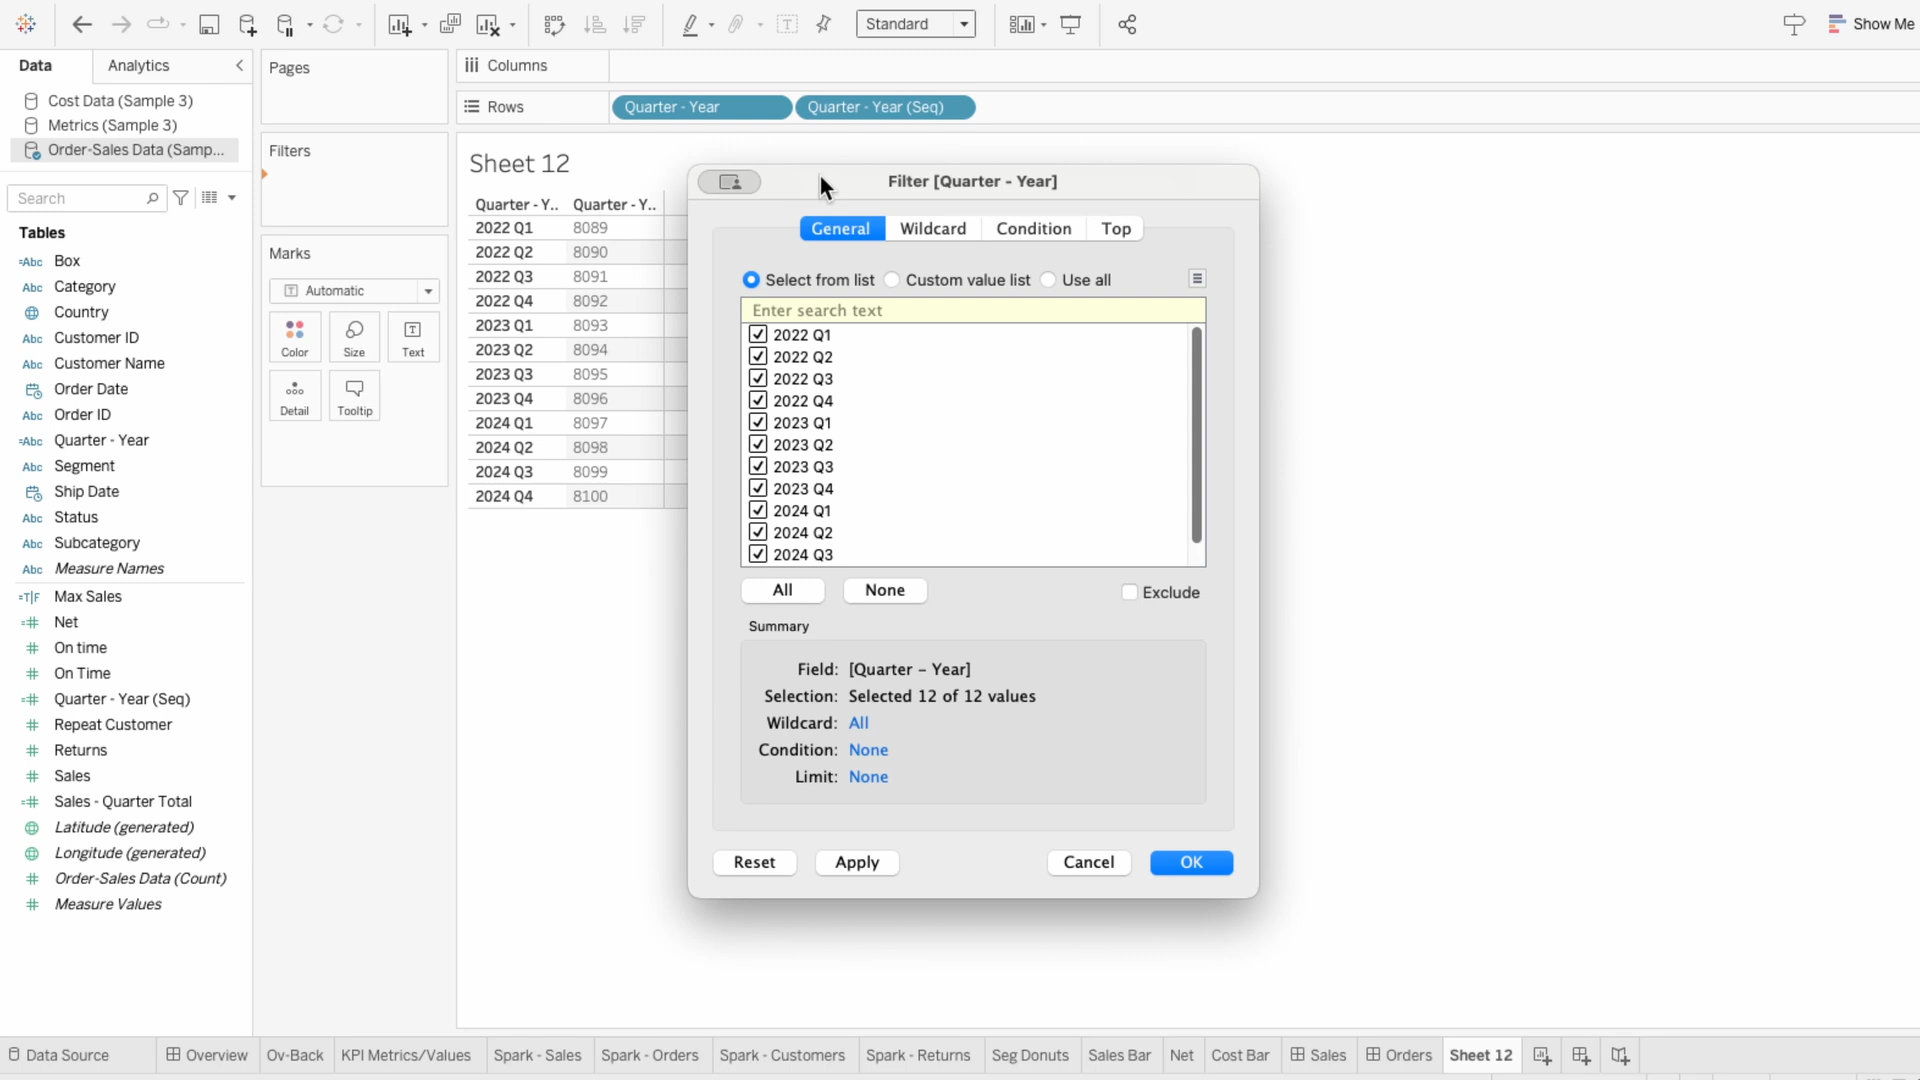 Standard
Show Me
Data
Analytics
Cost Data (Sample 3)
Metrics (Sample 3)
Order-Sales Data (Samp...
Search
Tables
=Abc Box
Abc Category
Country
Abc Customer ID
Abc Customer Name
Order Date
Abc Order ID
=Abc Quarter - Year
Abc Segment
Ship Date
Abc Status
Abc Subcategory
Abc Measure Names
=T|F Max Sales
=# Net
# On time
# On Time
=# Quarter - Year (Seq)
# Repeat Customer
# Returns
# Sales
=# Sales - Quarter Total
Latitude (generated)
Longitude (generated)
# Order-Sales Data (Count)
# Measure Values
Pages
Filters
Marks
Automatic
Color
Size
Text
Detail
Tooltip
Columns
Rows
Quarter - Year
Quarter - Year (Seq)
Sheet 12
Quarter - Y.. Quarter - Y..
2022 Q1 8089
2022 Q2 8090
2022 Q3 8091
2022 Q4 8092
2023 Q1 8093
2023 Q2 8094
2023 Q3 8095
2023 Q4 8096
2024 Q1 8097
2024 Q2 8098
2024 Q3 8099
2024 Q4 8100
Filter [Quarter - Year]
General Wildcard Condition Top
Select from list Custom value list Use all
Enter search text
2022 Q1
2022 Q2
2022 Q3
2022 Q4
2023 Q1
2023 Q2
2023 Q3
2023 Q4
2024 Q1
2024 Q2
2024 Q3
All None Exclude
Summary
Field: [Quarter – Year]
Selection: Selected 12 of 12 values
Wildcard: All
Condition: None
Limit: None
Reset Apply Cancel OK
Data Source Overview Ov-Back KPI Metrics/Values Spark - Sales Spark - Orders Spark - Customers Spark - Returns Seg Donuts Sales Bar Net Cost Bar Sales Orders Sheet 12